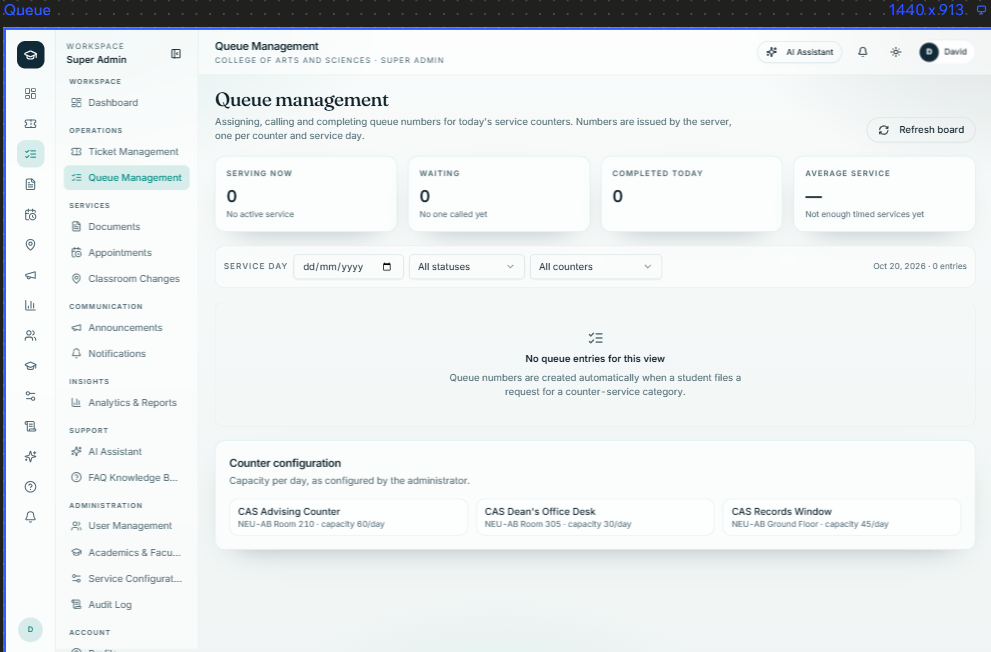 Queue
1440 x 913
WORKSPACE
Super Admin
WORKSPACE
Dashboard
OPERATIONS
Ticket Management
Queue Management
SERVICES
Documents
Appointments
Classroom Changes
COMMUNICATION
Announcements
Notifications
INSIGHTS
Analytics & Reports
SUPPORT
AI Assistant
FAQ Knowledge B...
ADMINISTRATION
User Management
Academics & Facu...
Service Configurat...
Audit Log
ACCOUNT
D
Queue Management
COLLEGE OF ARTS AND SCIENCES · SUPER ADMIN
AI Assistant
D
David
Queue management
Assigning, calling and completing queue numbers for today's service counters. Numbers are issued by the server,
one per counter and service day.
Refresh board
SERVING NOW
0
No active service
WAITING
0
No one called yet
COMPLETED TODAY
0
AVERAGE SERVICE
—
Not enough timed services yet
SERVICE DAY
dd/mm/yyyy
All statuses
All counters
Oct 20, 2026 · 0 entries
No queue entries for this view
Queue numbers are created automatically when a student files a
request for a counter-service category.
Counter configuration
Capacity per day, as configured by the administrator.
CAS Advising Counter
NEU-AB Room 210 · capacity 60/day
CAS Dean's Office Desk
NEU-AB Room 305 · capacity 30/day
CAS Records Window
NEU-AB Ground Floor · capacity 45/day